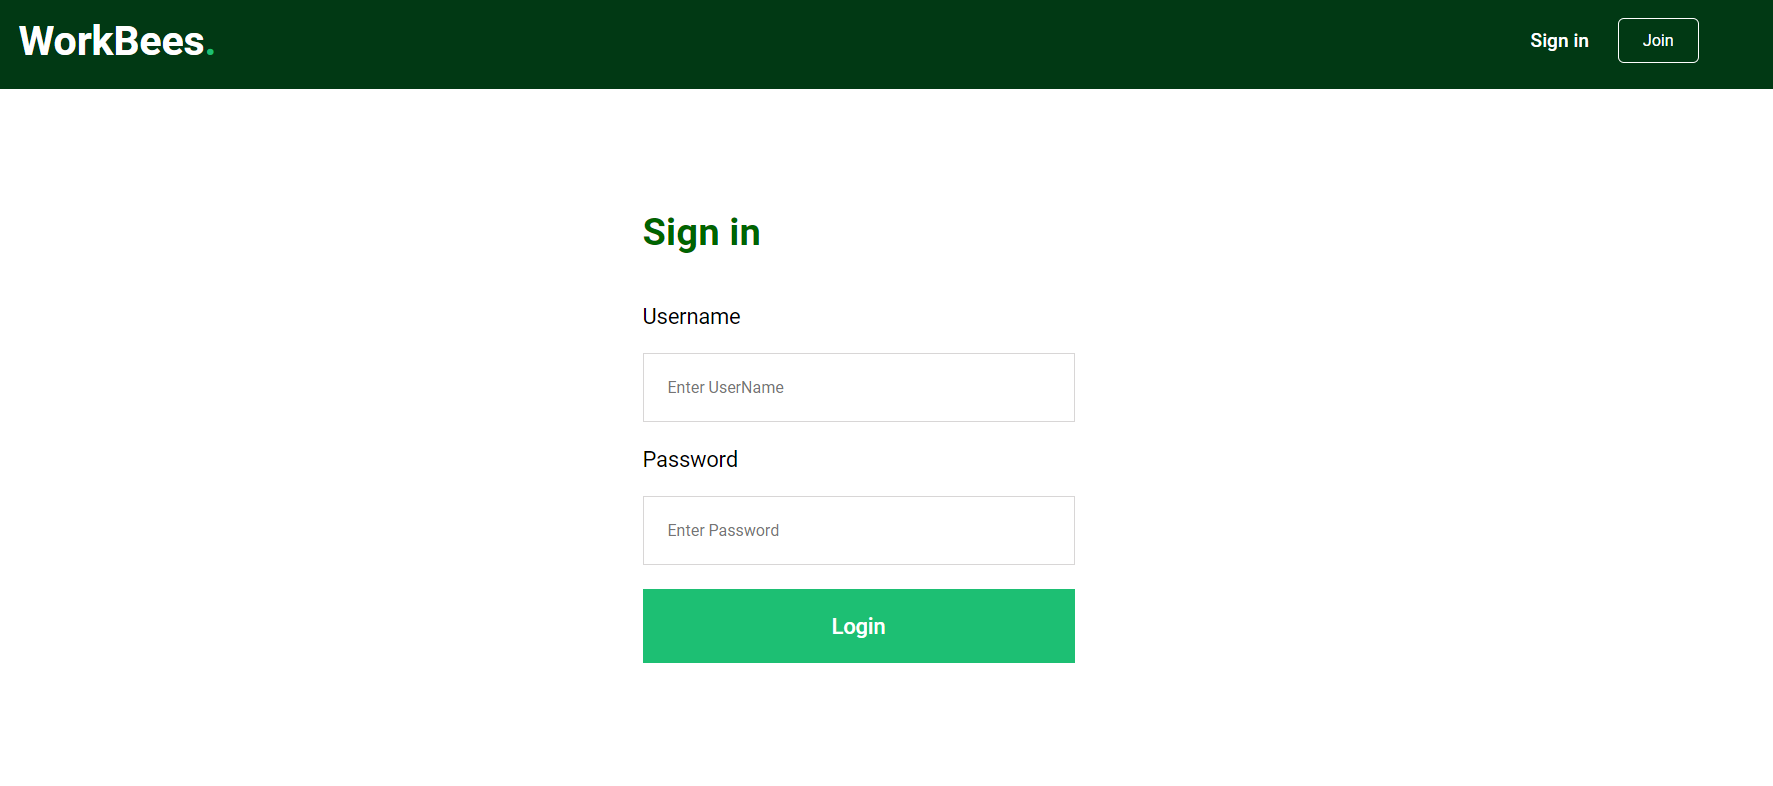 WorkBees.
Sign in
Join
Sign in
Username
Enter UserName
Password
Enter Password
Login